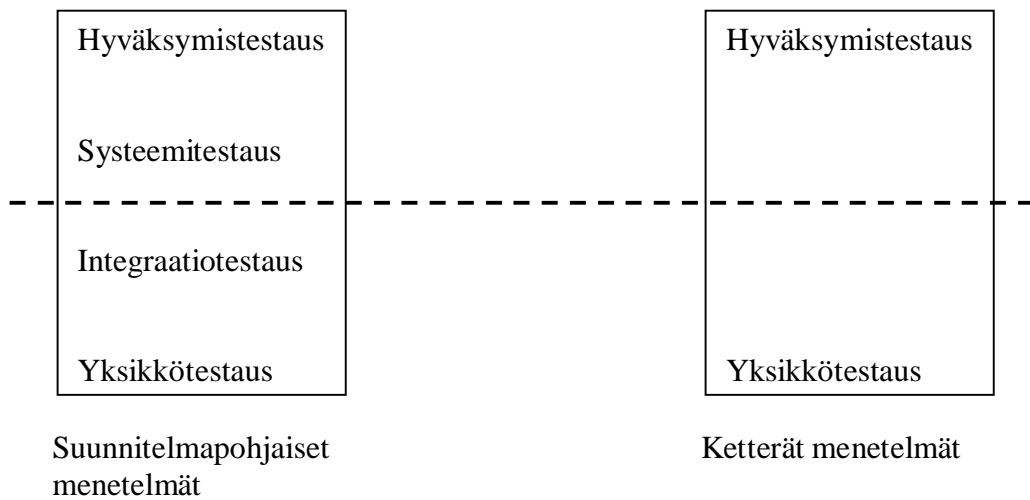 Hyväksymistestaus
Systeemitestaus
Integraatiotestaus
Yksikkötestaus
Suunnitelmapohjaiset
menetelmät
Hyväksymistestaus
Yksikkötestaus
Ketterät menetelmät